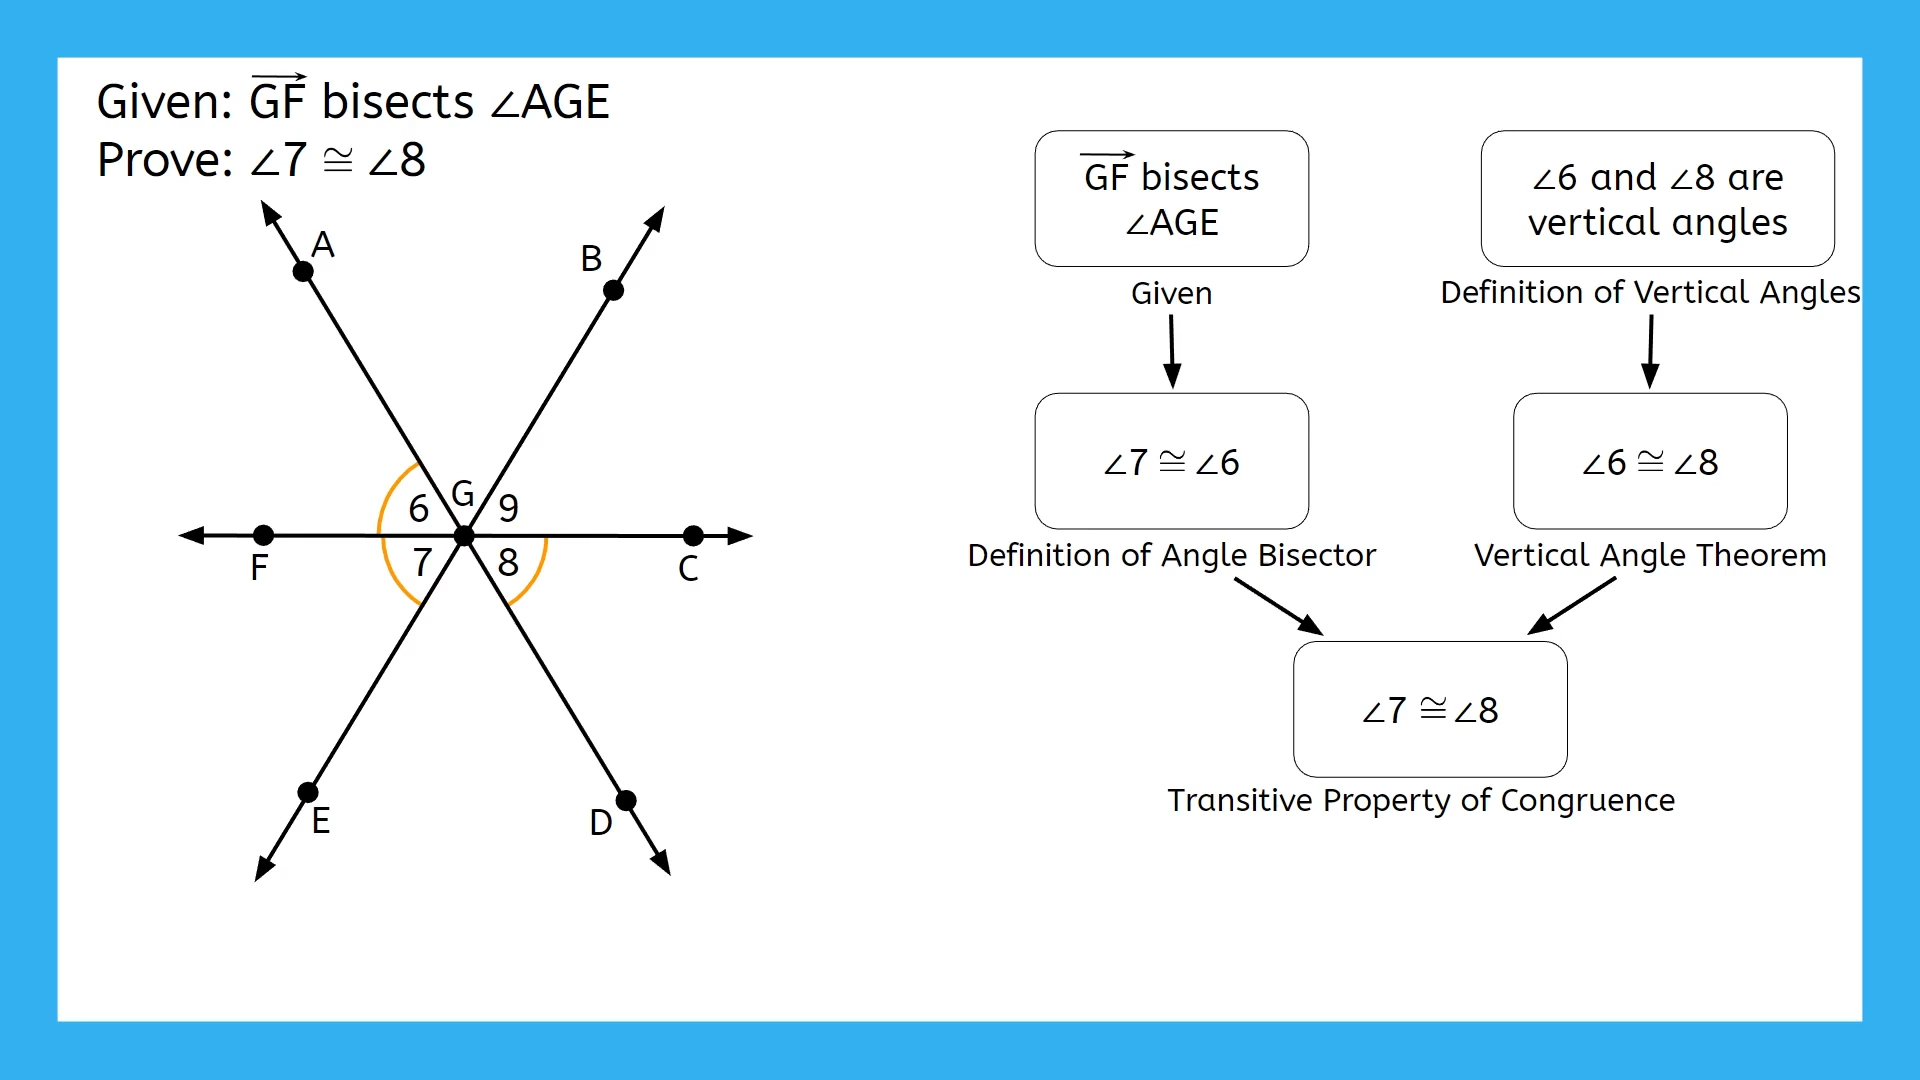 Given: GF bisects ∠AGE
Prove: ∠7 ≅ ∠8
A
B
G
6
9
F
7
8
C
E
D
GF bisects
∠AGE
Given
∠6 and ∠8 are
vertical angles
Definition of Vertical Angles
∠7 ≅ ∠6
Definition of Angle Bisector
∠6 ≅ ∠8
Vertical Angle Theorem
∠7 ≅ ∠8
Transitive Property of Congruence